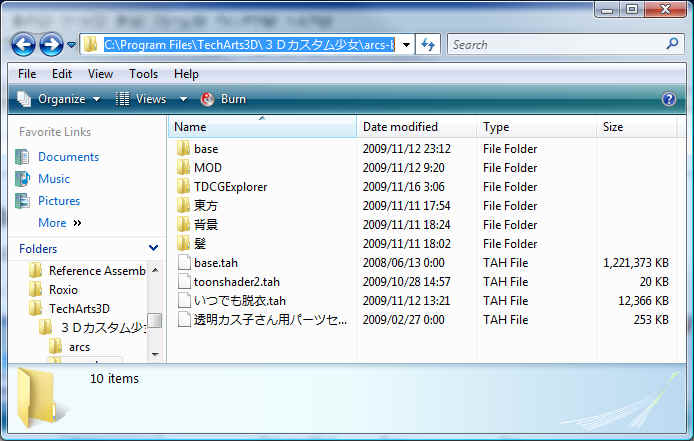 C:\Program Files\TechArts3D\３Ｄカスタム少女\arcs-
Search
File Edit View Tools Help
Organize Views Burn
Favorite Links
Documents
Music
Pictures
More »
Folders
Reference Assemb
Roxio
TechArts3D
３Ｄカスタム少女
arcs
Name Date modified Type Size
base 2009/11/12 23:12 File Folder
MOD 2009/11/12 9:20 File Folder
TDCGExplorer 2009/11/16 3:06 File Folder
東方 2009/11/11 17:54 File Folder
背景 2009/11/11 18:24 File Folder
髪 2009/11/11 18:02 File Folder
base.tah 2008/06/13 0:00 TAH File 1,221,373 KB
toonshader2.tah 2009/10/28 14:57 TAH File 20 KB
いつでも脱衣.tah 2009/11/12 13:21 TAH File 12,366 KB
透明カス子さん用パーツセ... 2009/02/27 0:00 TAH File 253 KB
10 items